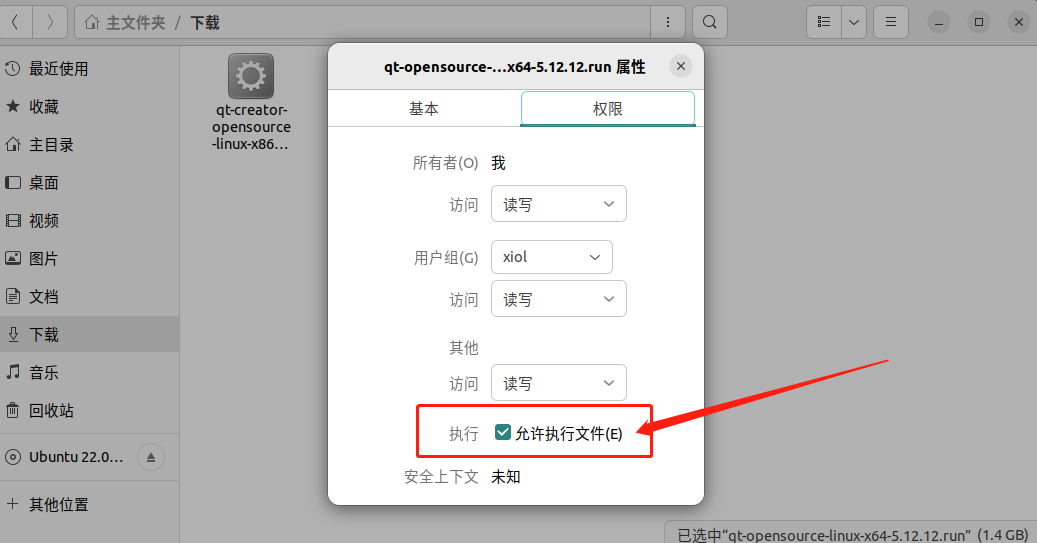 主文件夹 / 下载
最近使用
收藏
主目录
桌面
视频
图片
文档
下载
音乐
回收站
Ubuntu 22.0...
+ 其他位置
qt-creator-
opensource
-linux-x86...
qt-opensource-...x64-5.12.12.run 属性
基本
权限
所有者(O) 我
访问 读写
用户组(G) xiol
访问 读写
其他
访问 读写
执行 允许执行文件(E)
安全上下文 未知
已选中“qt-opensource-linux-x64-5.12.12.run” (1.4 GB)